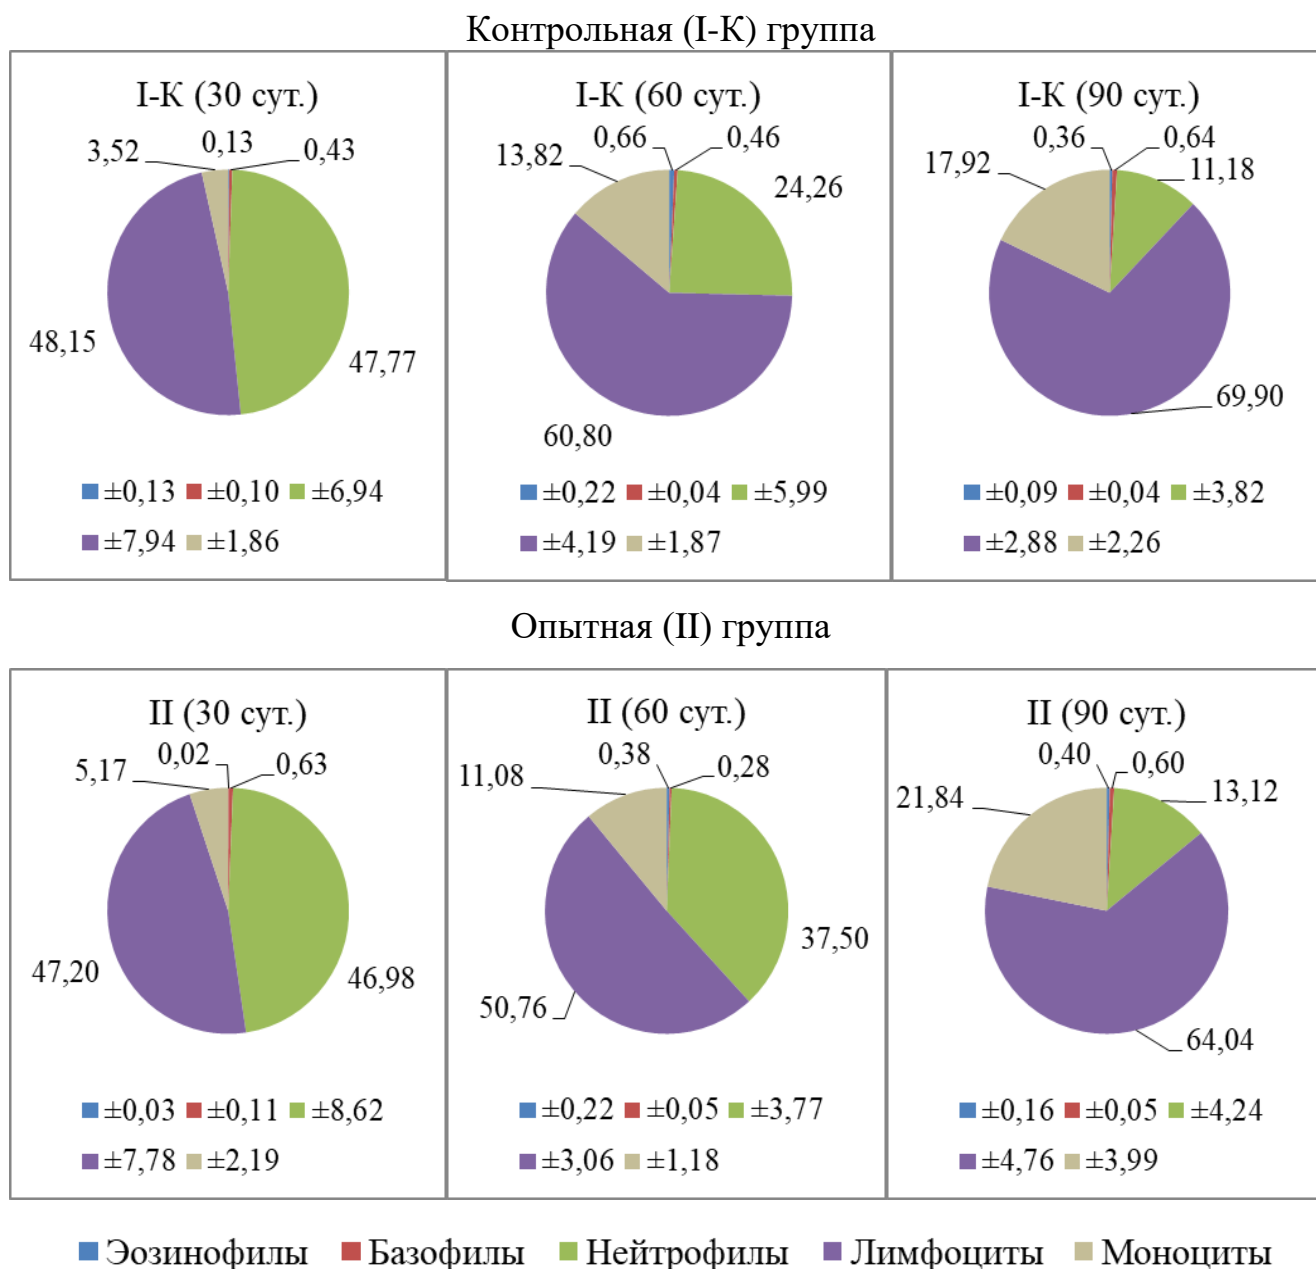 Контрольная (I-К) группа
I-К (30 сут.)
0,13
3,52
0,43
48,15
47,77
±0,13 ±0,10 ±6,94
±7,94 ±1,86
I-К (60 сут.)
0,66
0,46
13,82
24,26
60,80
±0,22 ±0,04 ±5,99
±4,19 ±1,87
I-К (90 сут.)
0,36
0,64
17,92
11,18
69,90
±0,09 ±0,04 ±3,82
±2,88 ±2,26
Опытная (II) группа
II (30 сут.)
0,02
5,17
0,63
47,20
46,98
±0,03 ±0,11 ±8,62
±7,78 ±2,19
II (60 сут.)
0,38
0,28
11,08
37,50
50,76
±0,22 ±0,05 ±3,77
±3,06 ±1,18
II (90 сут.)
0,40
0,60
21,84
13,12
64,04
±0,16 ±0,05 ±4,24
±4,76 ±3,99
Эозинофилы Базофилы Нейтрофилы Лимфоциты Моноциты